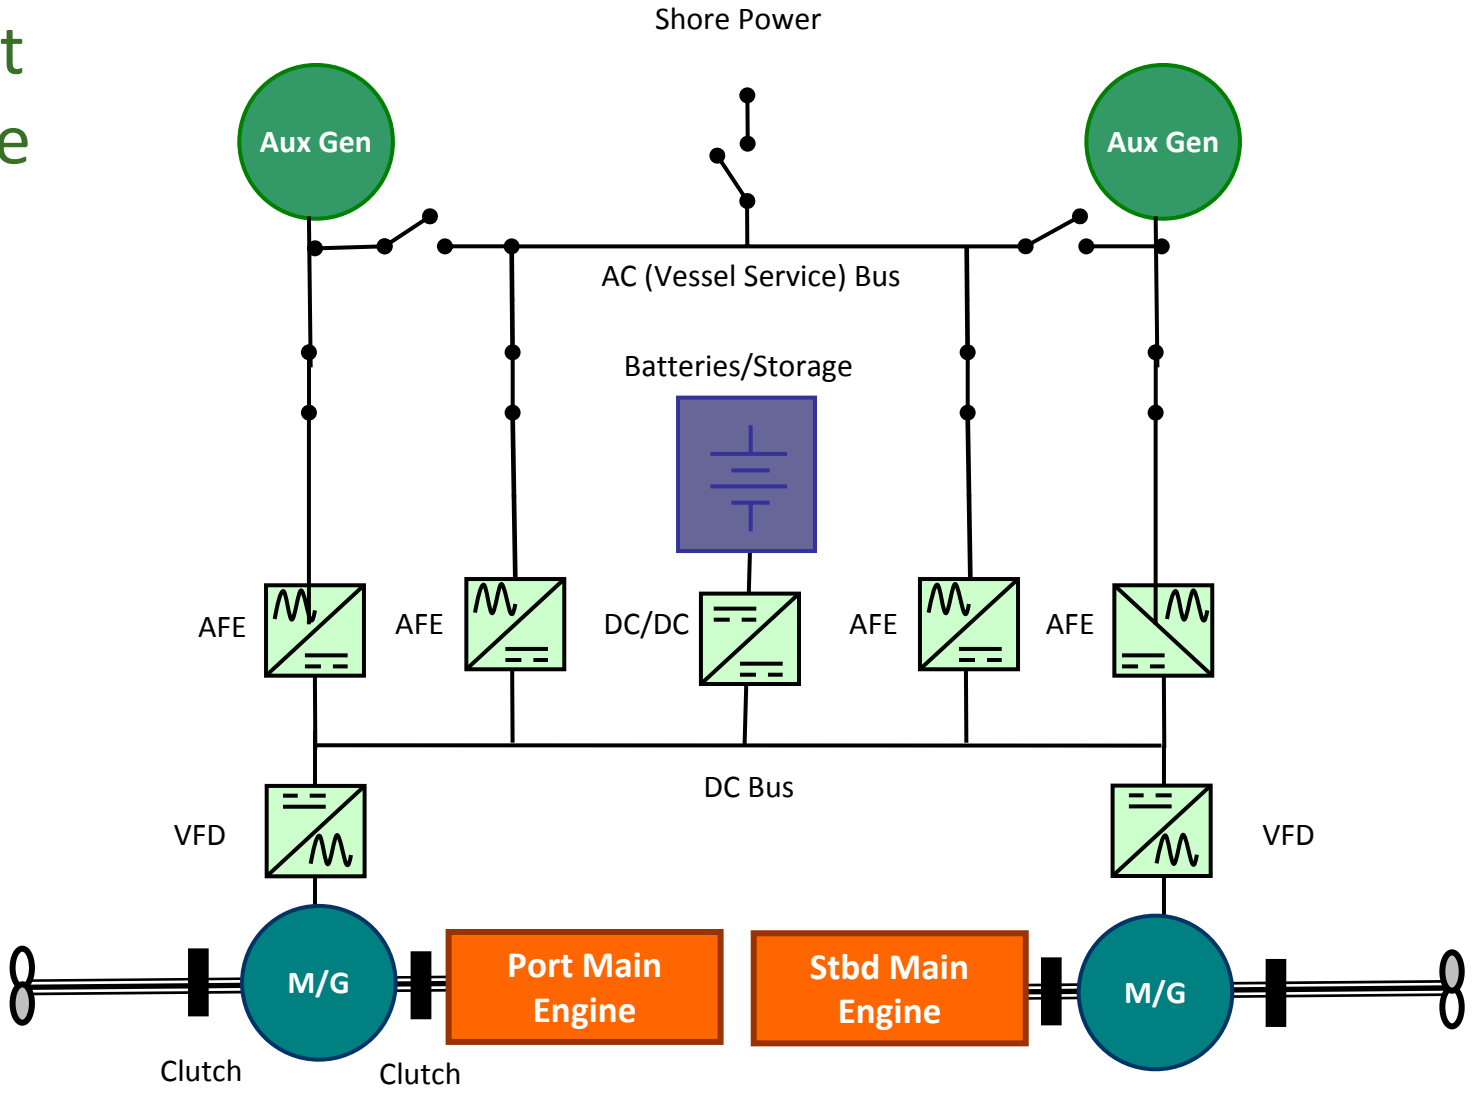 t
e
Shore Power
Aux Gen
Aux Gen
AC (Vessel Service) Bus
Batteries/Storage
AFE
AFE
DC/DC
AFE
AFE
DC Bus
VFD
VFD
M/G
Port Main
Engine
Stbd Main
Engine
M/G
Clutch
Clutch